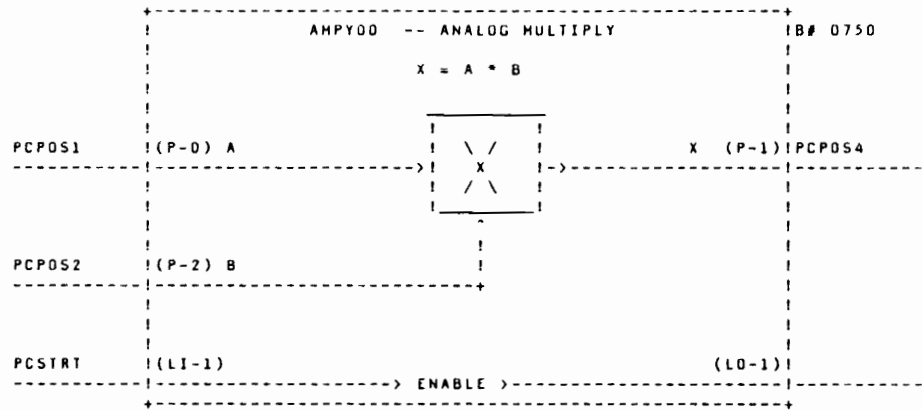 AMPY00 -- ANALOG MULTIPLY B# 0750
X = A * B
PCPOS1 (P-0) A X (P-1) PCPOS4
X
PCPOS2 (P-2) B
PCSTRT (LI-1) (LO-1)
ENABLE